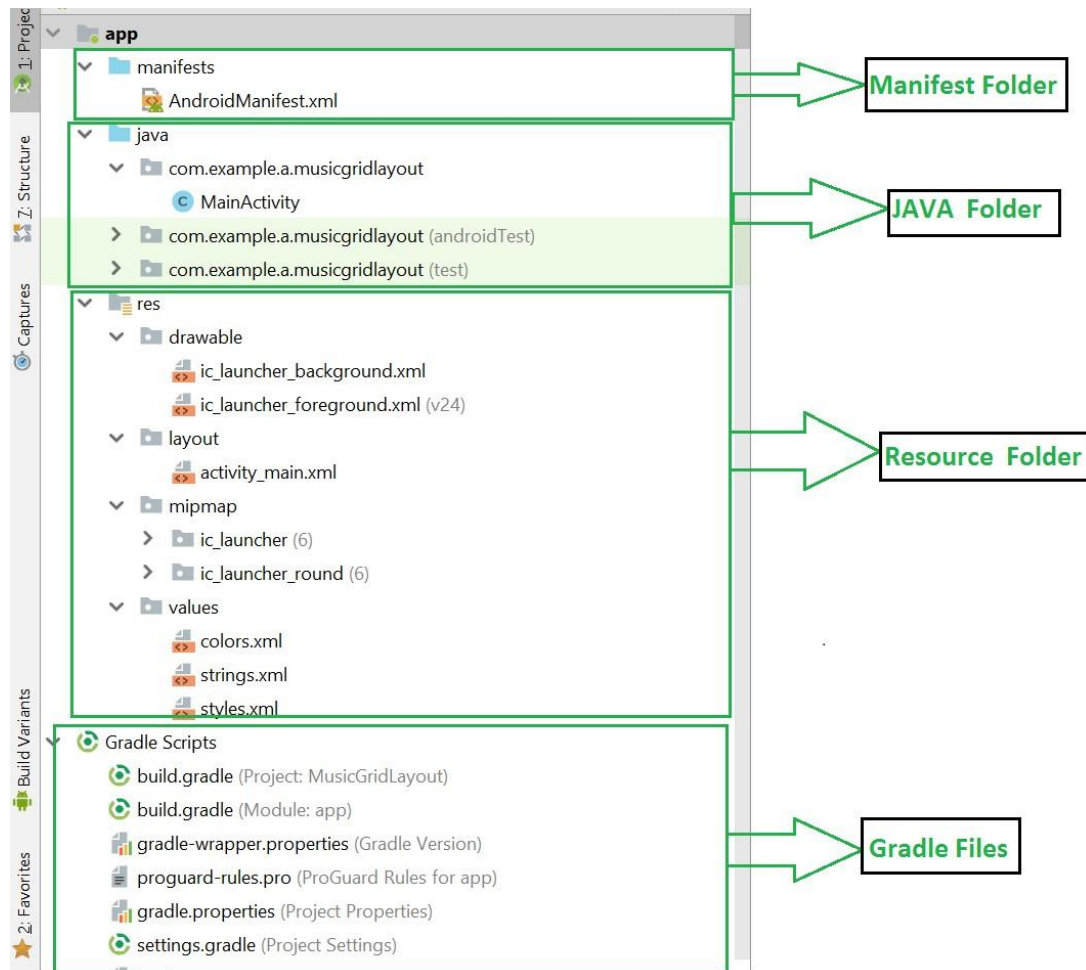 1: Projec
Z: Structure
Captures
Build Variants
2: Favorites
app
manifests
AndroidManifest.xml
java
com.example.a.musicgridlayout
MainActivity
com.example.a.musicgridlayout (androidTest)
com.example.a.musicgridlayout (test)
res
drawable
ic_launcher_background.xml
ic_launcher_foreground.xml (v24)
layout
activity_main.xml
mipmap
ic_launcher (6)
ic_launcher_round (6)
values
colors.xml
strings.xml
styles.xml
Gradle Scripts
build.gradle (Project: MusicGridLayout)
build.gradle (Module: app)
gradle-wrapper.properties (Gradle Version)
proguard-rules.pro (ProGuard Rules for app)
gradle.properties (Project Properties)
settings.gradle (Project Settings)
Manifest Folder
JAVA Folder
Resource Folder
Gradle Files